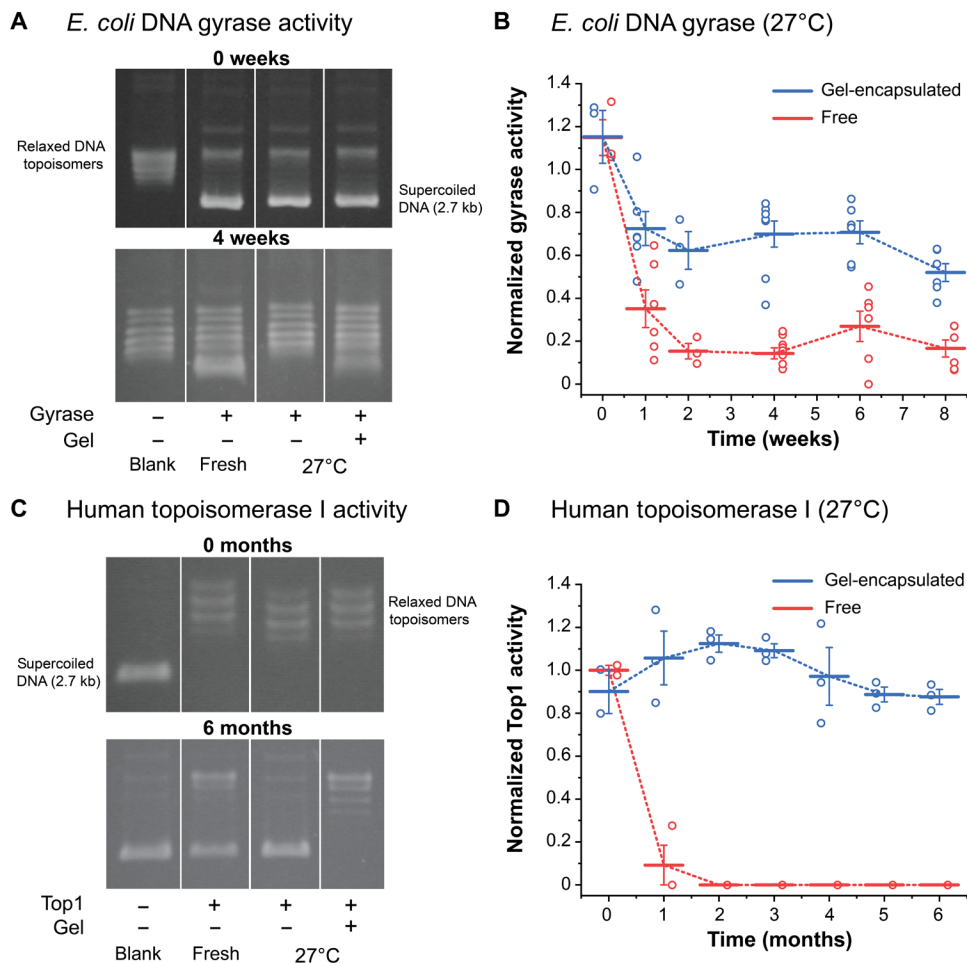 A E. coli DNA gyrase activity
0 weeks
Relaxed DNA
topoisomers
Supercoiled
DNA (2.7 kb)
4 weeks
Gyrase – + + +
Gel – – – +
Blank Fresh 27°C
B E. coli DNA gyrase (27°C)
Normalized gyrase activity
1.4
1.2
1.0
0.8
0.6
0.4
0.2
0
Gel-encapsulated
Free
0 1 2 3 4 5 6 7 8
Time (weeks)
C Human topoisomerase I activity
0 months
Relaxed DNA
topoisomers
Supercoiled
DNA (2.7 kb)
6 months
Top1 – + + +
Gel – – – +
Blank Fresh 27°C
D Human topoisomerase I (27°C)
Normalized Top1 activity
1.4
1.2
1.0
0.8
0.6
0.4
0.2
0
Gel-encapsulated
Free
0 1 2 3 4 5 6
Time (months)